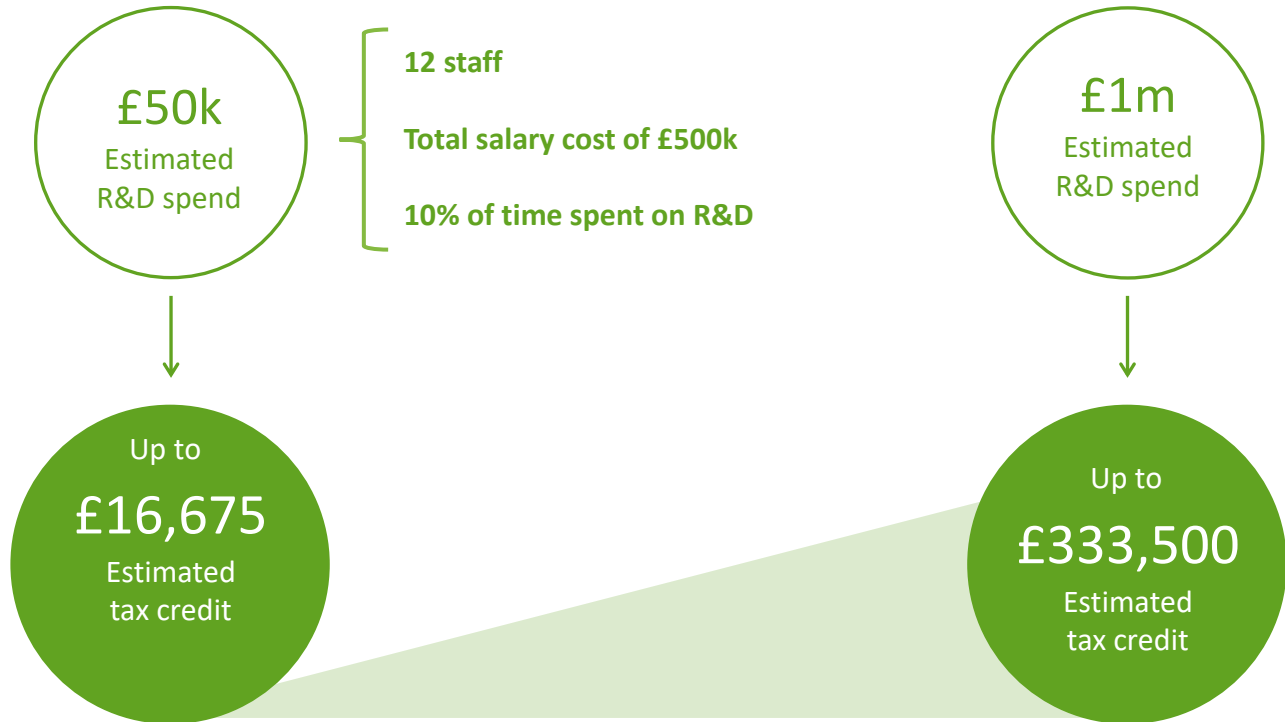 £50k
Estimated
R&D spend
12 staff
Total salary cost of £500k
10% of time spent on R&D
£1m
Estimated
R&D spend
Up to
£16,675
Estimated
tax credit
Up to
£333,500
Estimated
tax credit